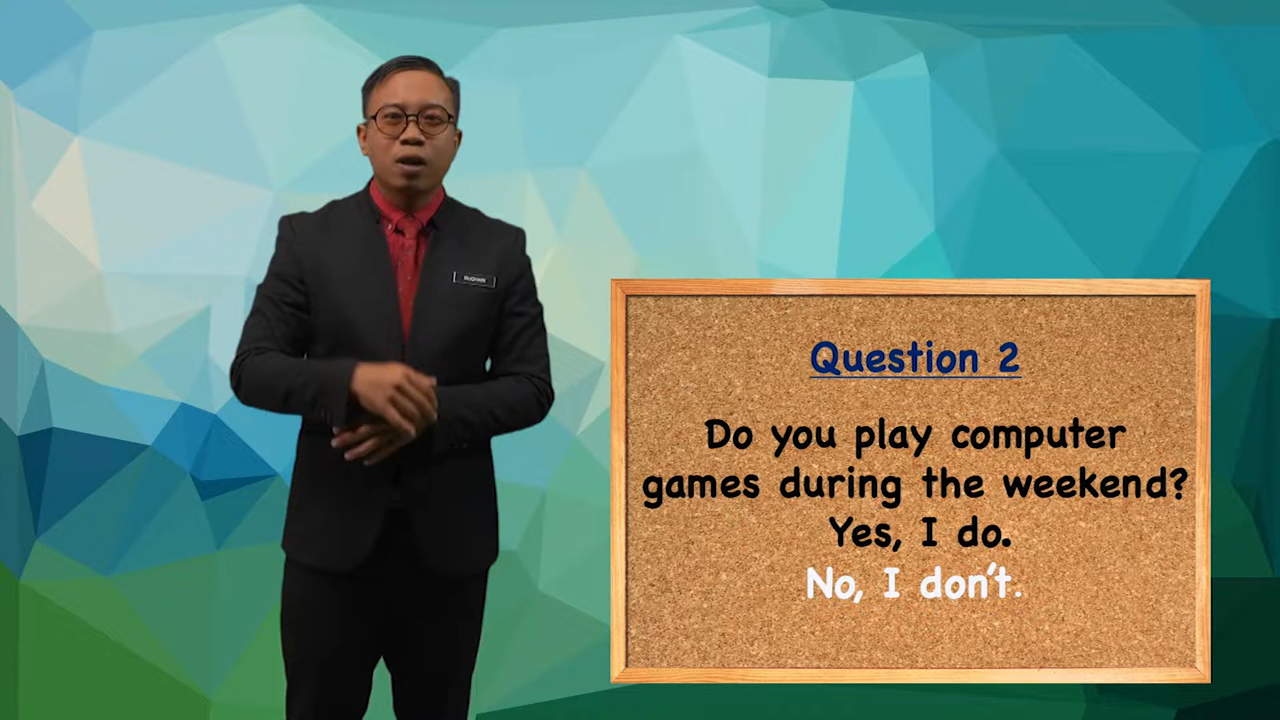 Question 2
Do you play computer
games during the weekend?
Yes, I do.
No, I don't.